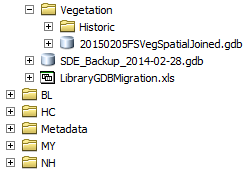 Vegetation
Historic
20150205FSVegSpatialJoined.gdb
SDE_Backup_2014-02-28.gdb
LibraryGDBMigration.xls
BL
HC
Metadata
MY
NH